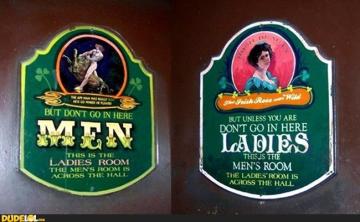 BUT DON'T GO IN HERE
MEN
THIS IS THE
LADIES ROOM
THE MEN'S ROOM IS
ACROSS THE HALL
The Irish Rose was Wild
BUT UNLESS YOU ARE
DON'T GO IN HERE
LADIES
THIS IS THE
MEN'S ROOM
THE LADIES' ROOM IS
ACROSS THE HALL
DUDELOL.com